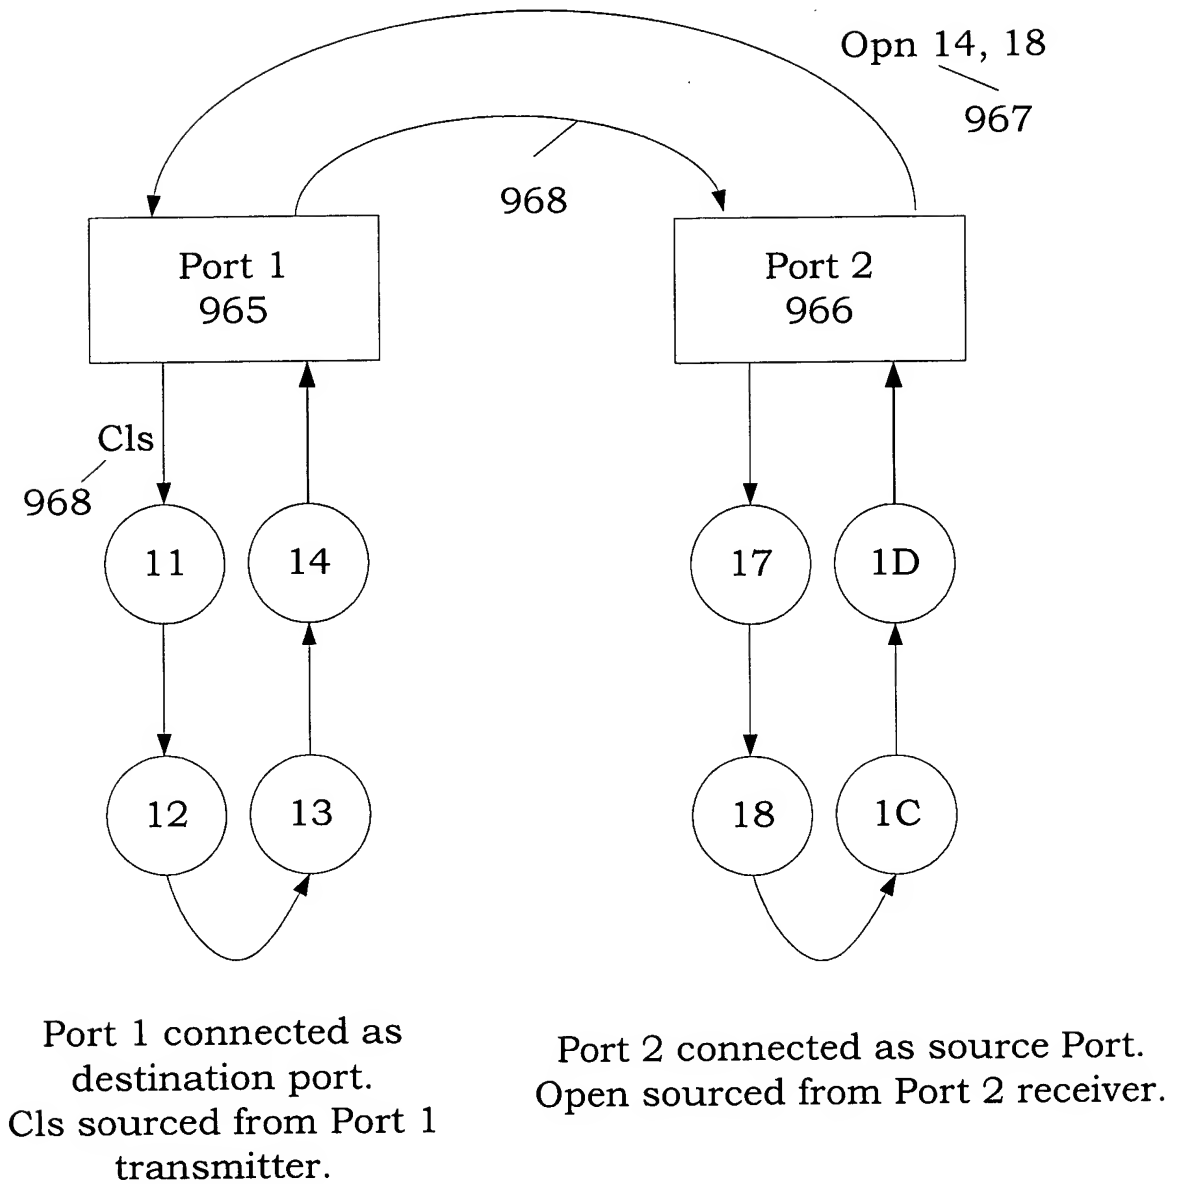 Opn 14, 18
967
968
Port 1
965
Port 2
966
Cls
968
11
14
17
1D
12
13
18
1C
Port 1 connected as
destination port.
Cls sourced from Port 1
transmitter.
Port 2 connected as source Port.
Open sourced from Port 2 receiver.